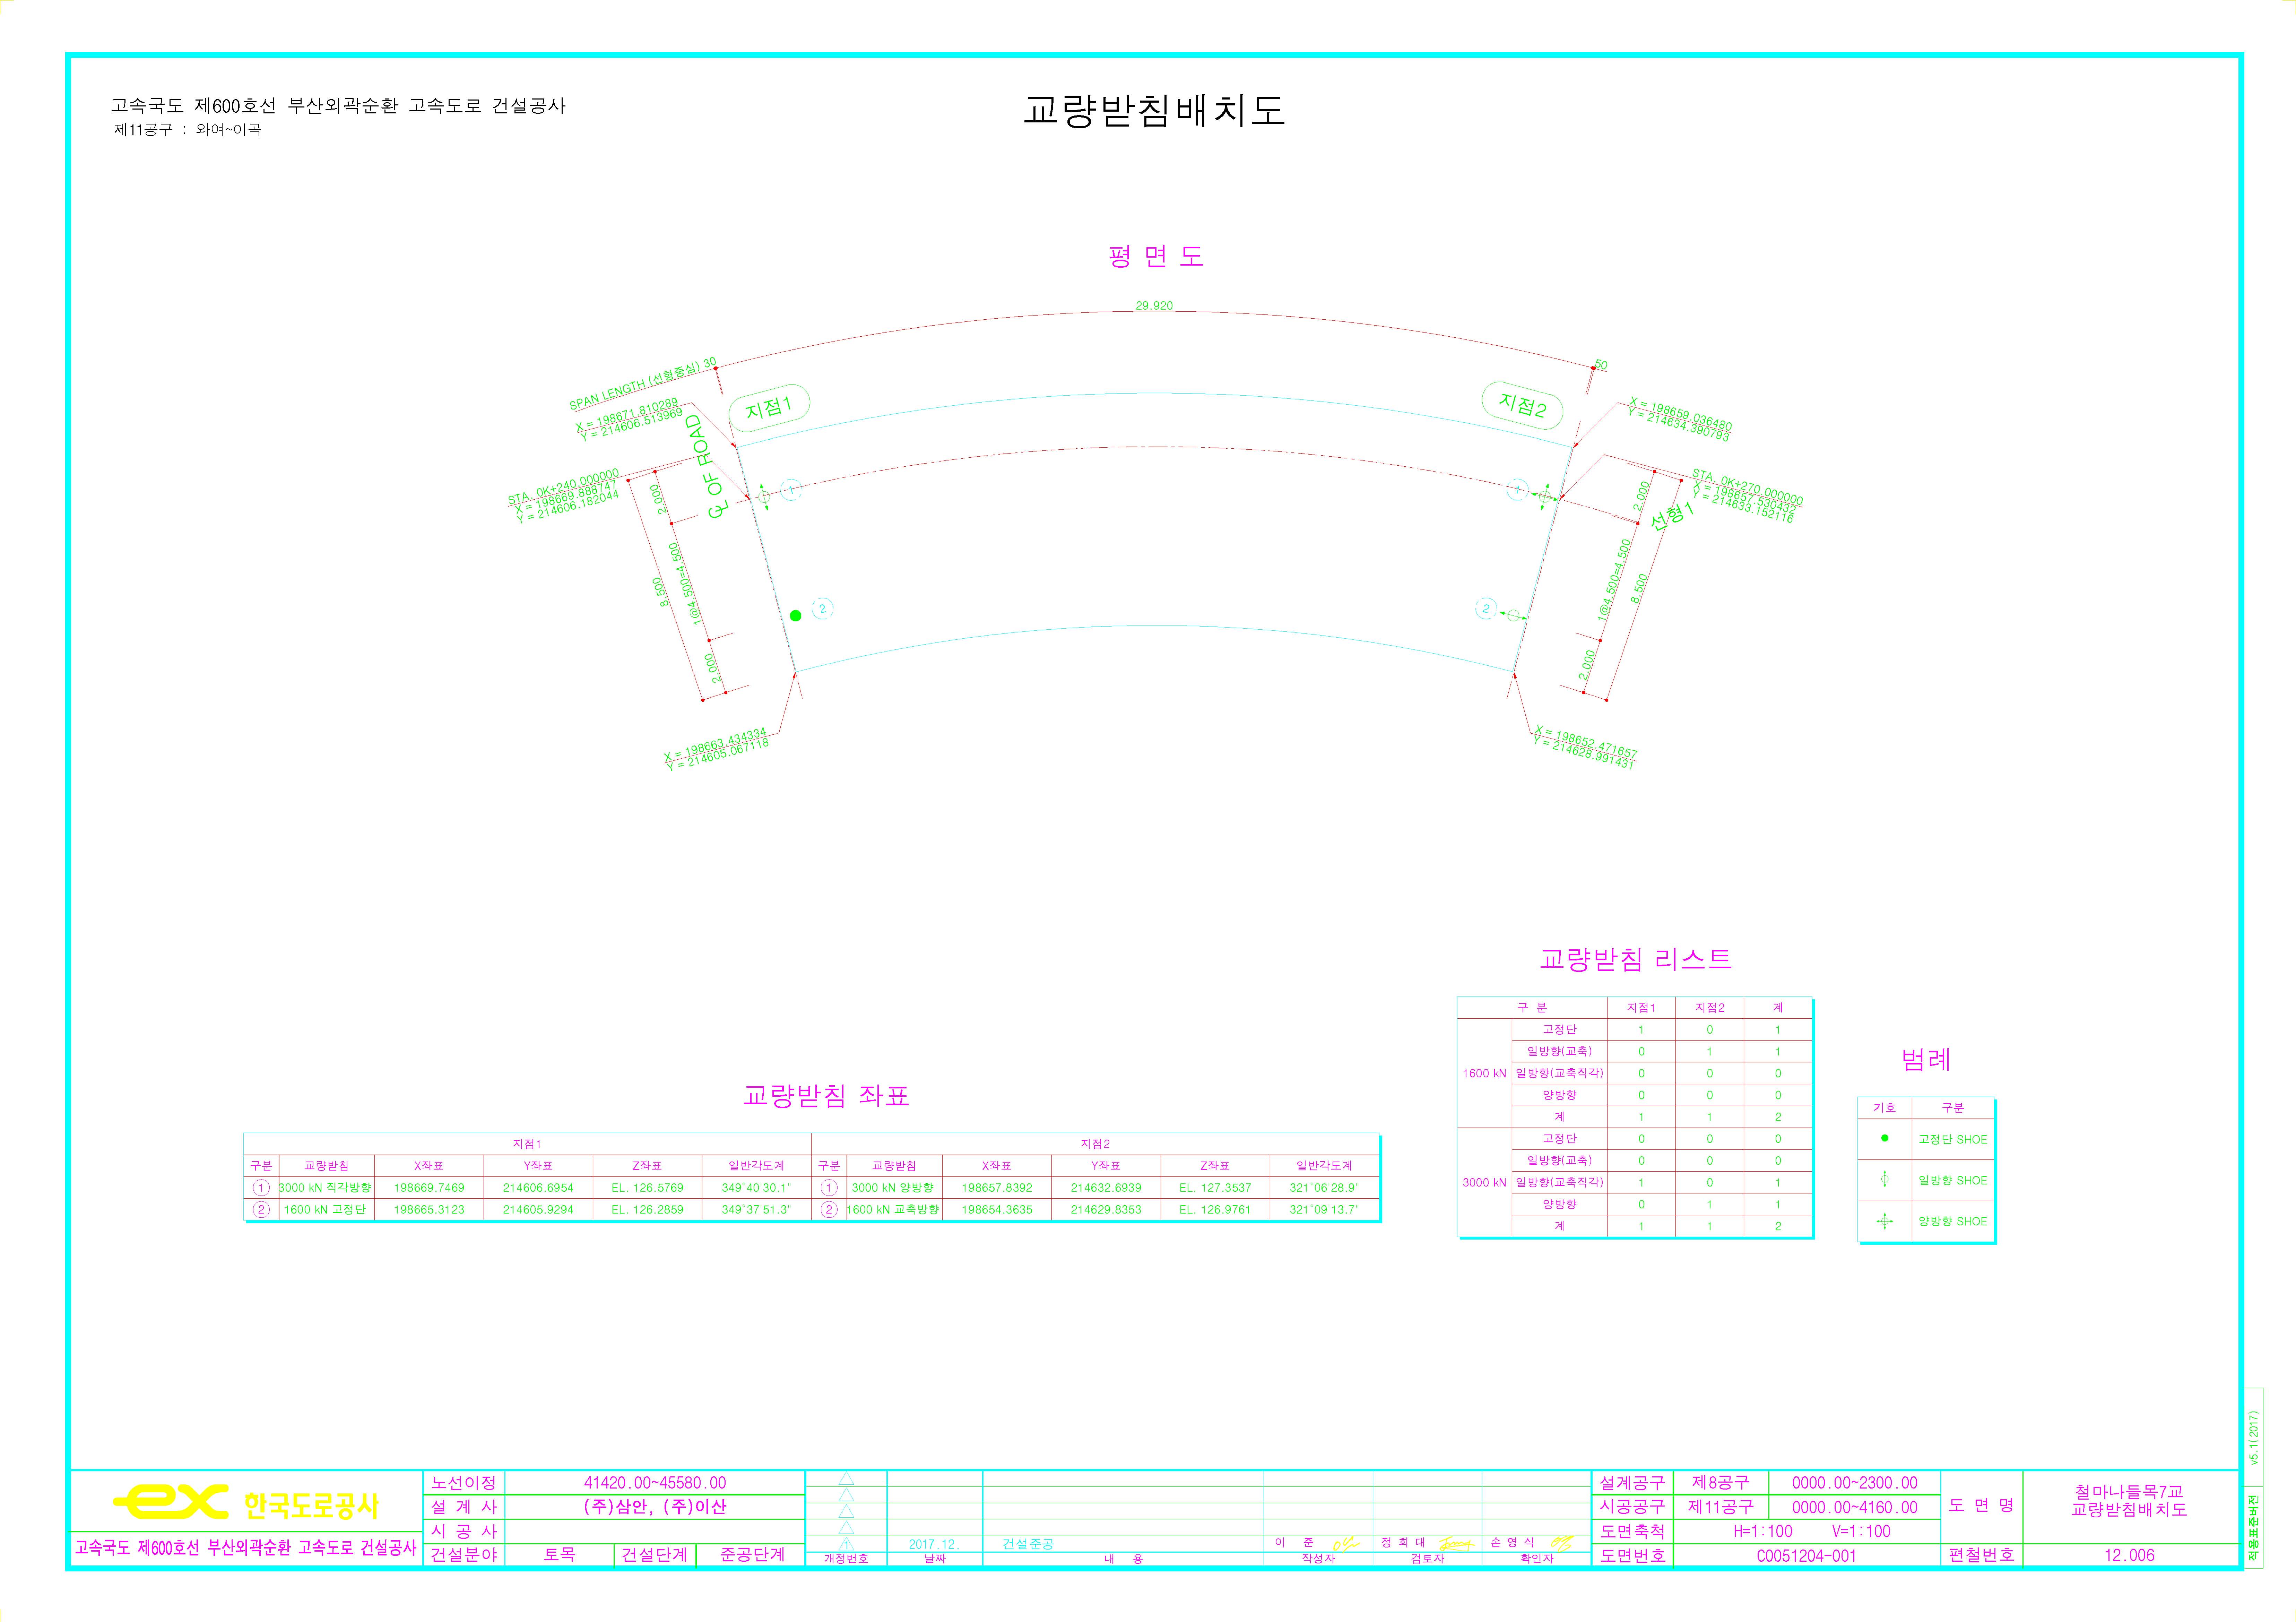 고속국도 제600호선 부산외곽순환 고속도로 건설공사
제11공구 : 와여~이곡
교량받침배치도
평 면 도
29.920
SPAN LENGTH (선형중심) 30
50
지점1
지점2
X = 198671.810289
Y = 214606.513969
X = 198659.036480
Y = 214634.390793
STA. 0K+240.000000
X = 198669.888747
Y = 214606.182044
STA. 0K+270.000000
X = 198657.530432
Y = 214633.152116
CL OF ROAD
선형1
2.000
1@4.500=4.500
2.000
8.500
2.000
1@4.500=4.500
2.000
8.500
1
2
1
2
X = 198663.434334
Y = 214605.067118
X = 198652.471657
Y = 214628.991431
교량받침 리스트
구 분 지점1 지점2 계
1600 kN
고정단 1 0 1
일방향(교축) 0 1 1
일방향(교축직각) 0 0 0
양방향 0 0 0
계 1 1 2
3000 kN
고정단 0 0 0
일방향(교축) 0 0 0
일방향(교축직각) 1 0 1
양방향 0 1 1
계 1 1 2
범례
기호 구분
고정단 SHOE
일방향 SHOE
양방향 SHOE
교량받침 좌표
지점1 지점2
구분 교량받침 X좌표 Y좌표 Z좌표 일반각도계 구분 교량받침 X좌표 Y좌표 Z좌표 일반각도계
1 3000 kN 직각방향 198669.7469 214606.6954 EL. 126.5769 349°40'30.1" 1 3000 kN 양방향 198657.8392 214632.6939 EL. 127.3537 321°06'28.9"
2 1600 kN 고정단 198665.3123 214605.9294 EL. 126.2859 349°37'51.3" 2 1600 kN 교축방향 198654.3635 214629.8353 EL. 126.9761 321°09'13.7"
v5.1(2017)
적용표준버전
ex 한국도로공사
고속국도 제600호선 부산외곽순환 고속도로 건설공사
노선이정 41420.00~45580.00
설 계 사 (주)삼안, (주)이산
시 공 사
건설분야 토목 건설단계 준공단계
1 2017.12. 건설준공 이 준 정 희 대 손 영 식
개정번호 날짜 내 용 작성자 검토자 확인자
설계공구 제8공구 0000.00~2300.00
시공공구 제11공구 0000.00~4160.00
도면축척 H=1:100 V=1:100
도면번호 C0051204-001
도 면 명 철마나들목7교
교량받침배치도
편철번호 12.006